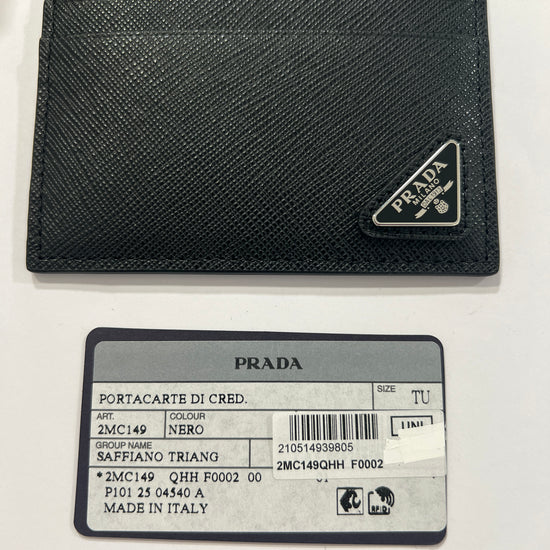 PRADA
MILANO
PRADA
PORTACARTE DI CRED.
SIZE
TU
ART.
2MC149
COLOUR
NERO
GROUP NAME
SAFFIANO TRIANG
210514939805
2MC149QHH F0002
*2MC149 QHH F0002 00
P101 25 04540 A
MADE IN ITALY
RFID